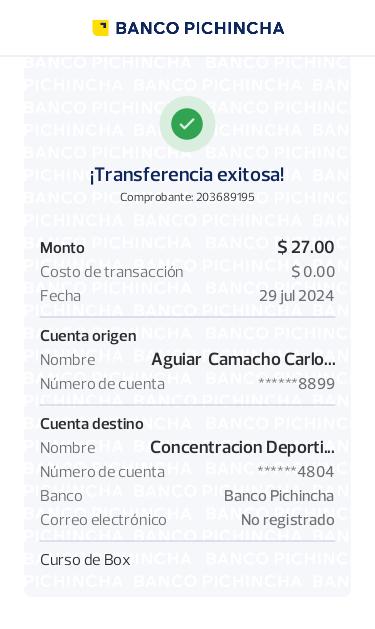 BANCO PICHINCHA
¡Transferencia exitosa!
Comprobante: 203689195
Monto $ 27.00
Costo de transacción $ 0.00
Fecha 29 jul 2024
Cuenta origen
Nombre Aguiar Camacho Carlo...
Número de cuenta ******8899
Cuenta destino
Nombre Concentracion Deporti...
Número de cuenta ******4804
Banco Banco Pichincha
Correo electrónico No registrado
Curso de Box